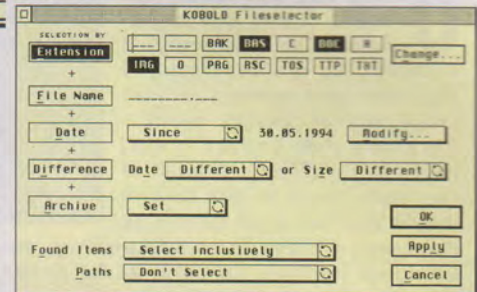 KOBOLD Fileselector
SELECTION BY
Extension
___ ___ BAK BAS C DOC H
Change...
IMG O PRG RSC TOS TTP TXT
+
File Name
________.___
+
Date
Since
30.05.1994
Modify...
+
Difference
Date
Different
or Size
Different
+
Archive
Set
OK
Found Items
Select Inclusively
Apply
Paths
Don't Select
Cancel